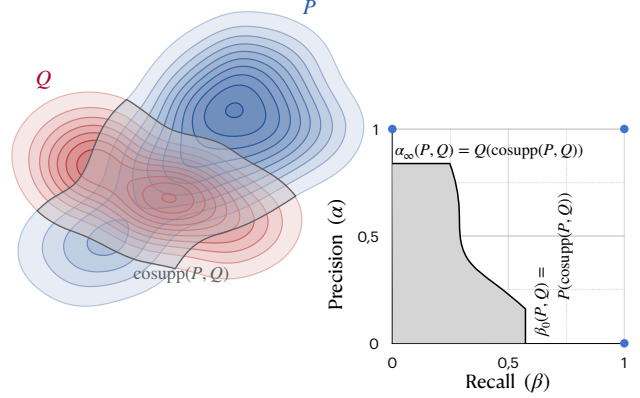 P
Q
cosupp(P, Q)
1
α∞(P, Q) = Q(cosupp(P, Q))
Precision (α)
0,5
β0(P, Q) =
P(cosupp(P, Q))
0
0
0,5
1
Recall (β)